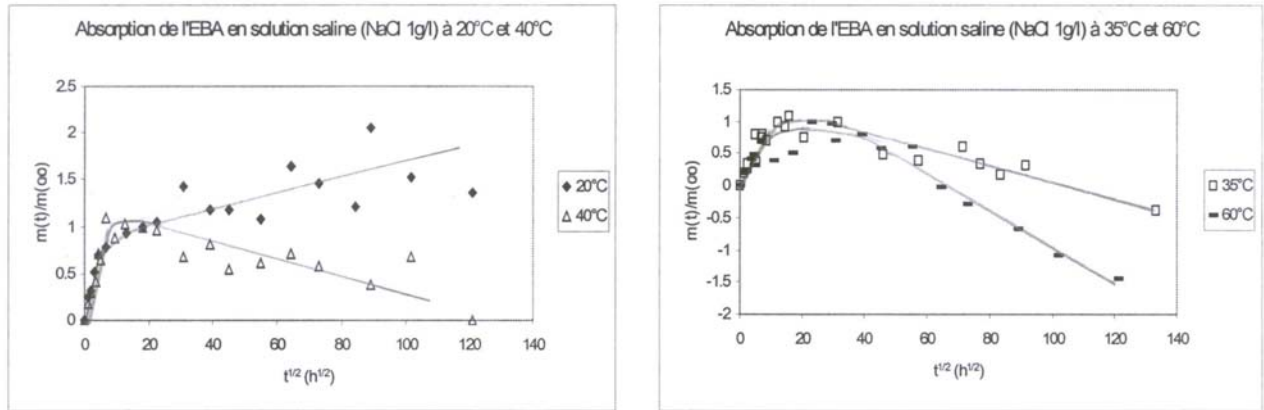 Absorption de l'EBA en solution saline (NaCl 1g/l) à 20°C et 40°C
2.5
2
1.5
1
0.5
0
m(t)/m(oo)
0 20 40 60 80 100 120 140
t^1/2 (h^1/2)
20°C
40°C
Absorption de l'EBA en solution saline (NaCl 1g/l) à 35°C et 60°C
1.5
1
0.5
0
-0.5
-1
-1.5
-2
m(t)/m(oo)
0 20 40 60 80 100 120 140
t^1/2 (h^1/2)
35°C
60°C